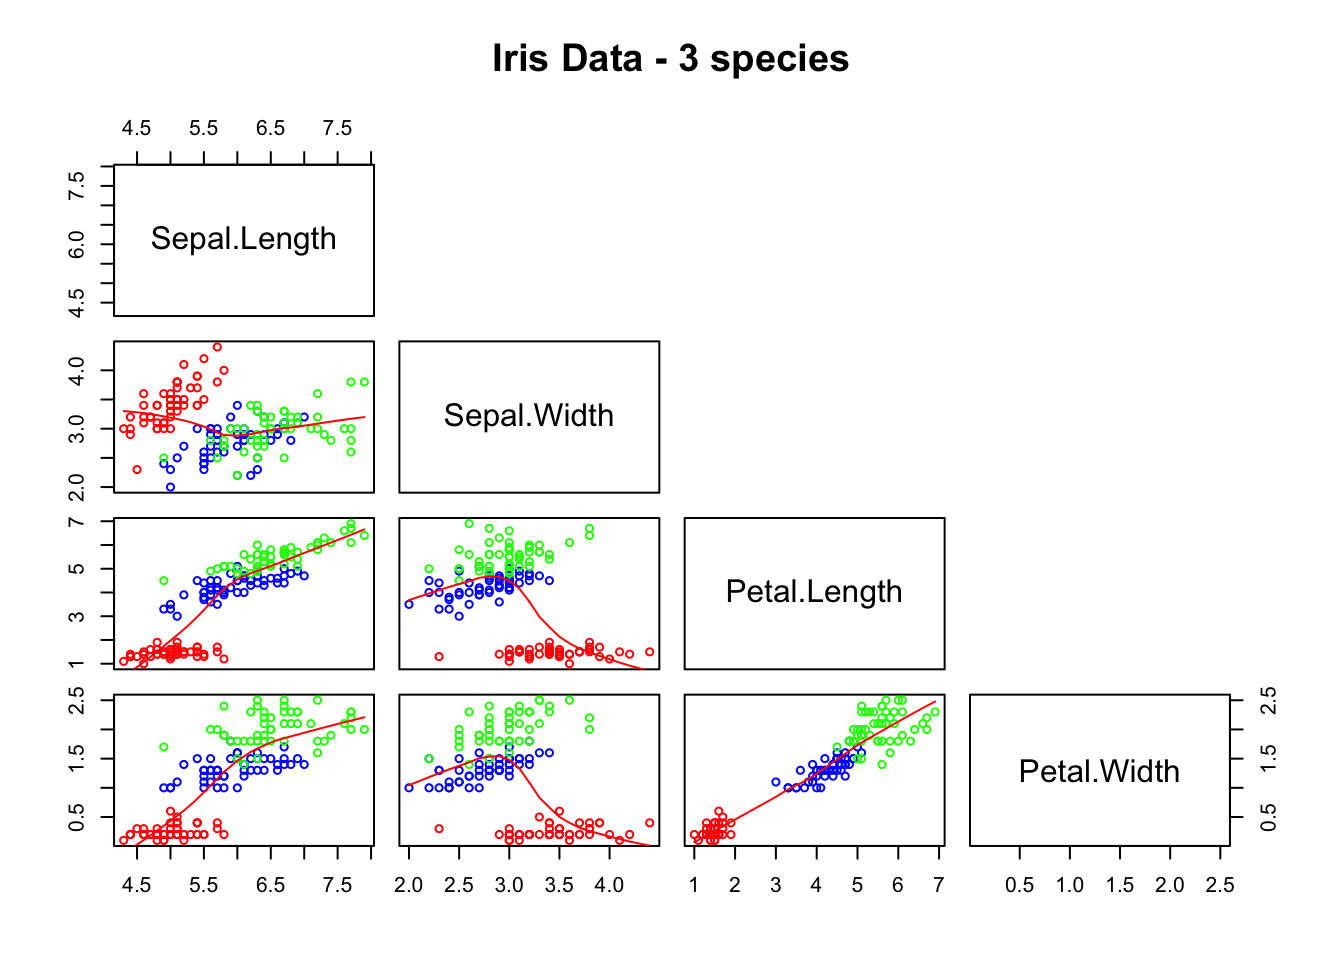 Iris Data - 3 species
4.5 5.5 6.5 7.5
4.5 6.0 7.5
Sepal.Length
2.0 3.0 4.0
Sepal.Width
1 3 5 7
Petal.Length
0.5 1.5 2.5
Petal.Width
0.5 1.5 2.5
4.5 5.5 6.5 7.5
2.0 2.5 3.0 3.5 4.0
1 2 3 4 5 6 7
0.5 1.0 1.5 2.0 2.5